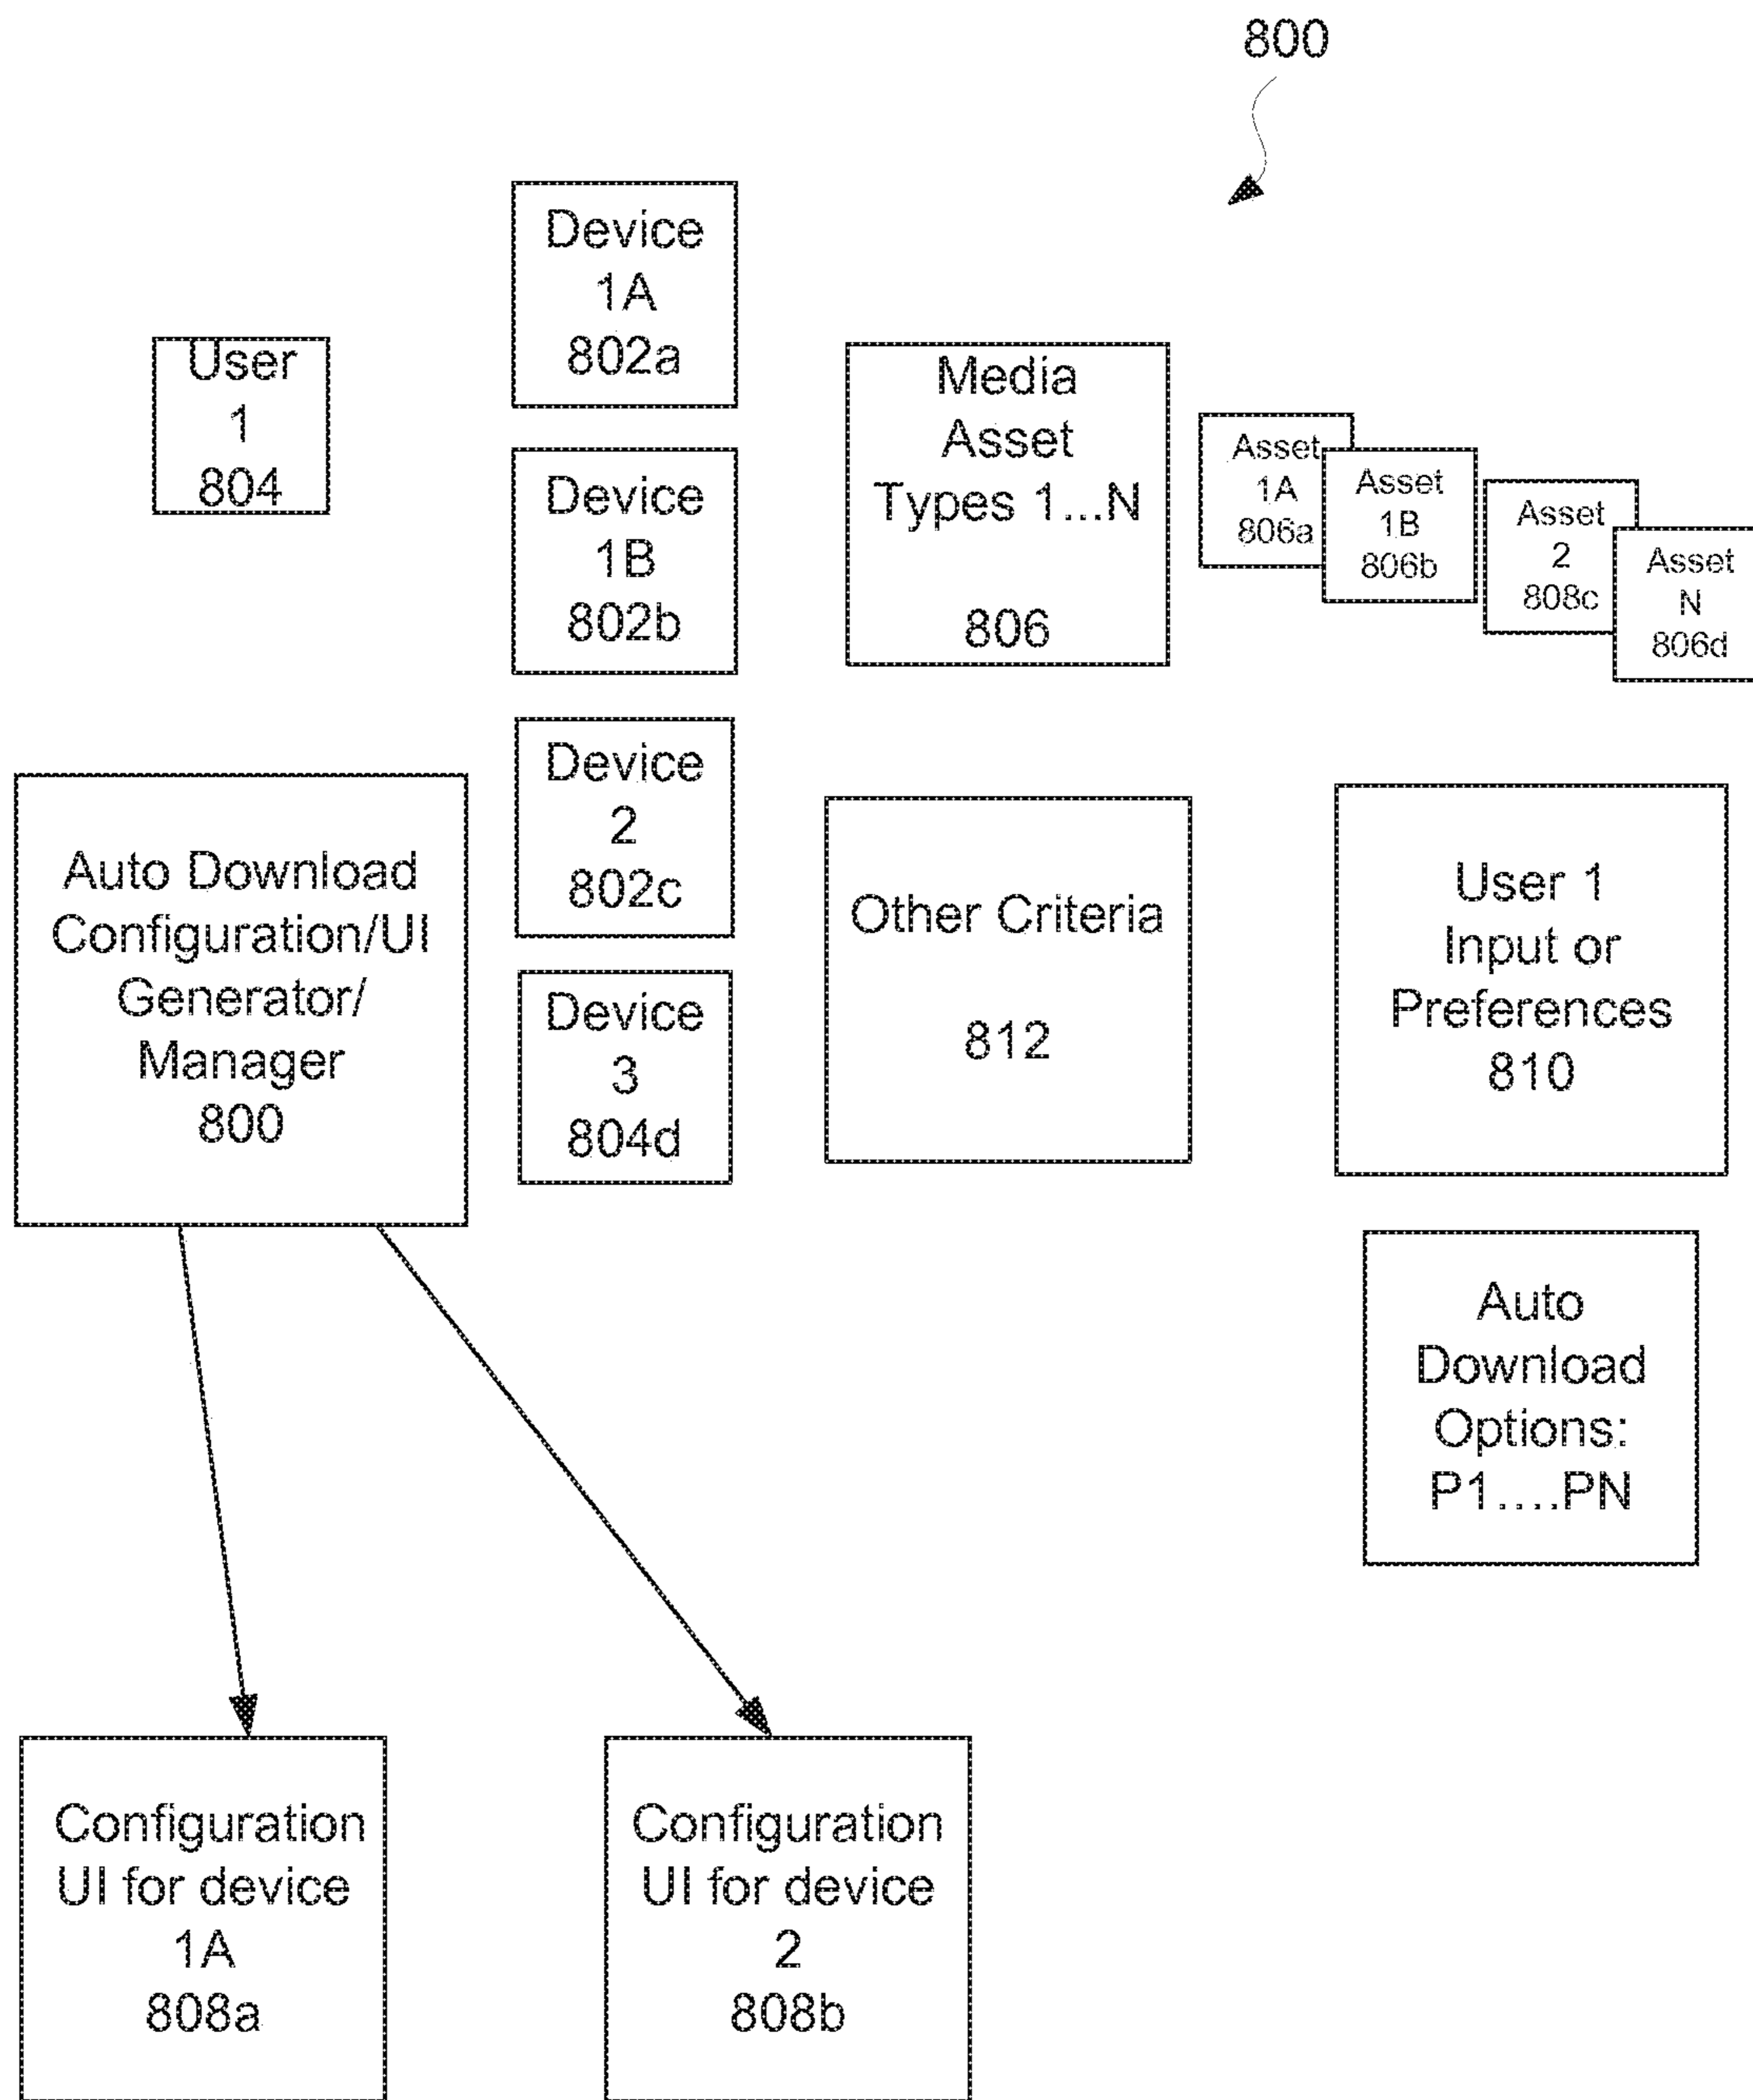 800
Device
1A
802a
User
1
804
Media
Asset
Types 1...N
806
Asset
1A
806a
Asset
1B
806b
Asset
2
808c
Asset
N
806d
Device
1B
802b
Device
2
802c
Device
3
804d
Auto Download
Configuration/UI
Generator/
Manager
800
Other Criteria
812
User 1
Input or
Preferences
810
Auto
Download
Options:
P1....PN
Configuration
UI for device
1A
808a
Configuration
UI for device
2
808b